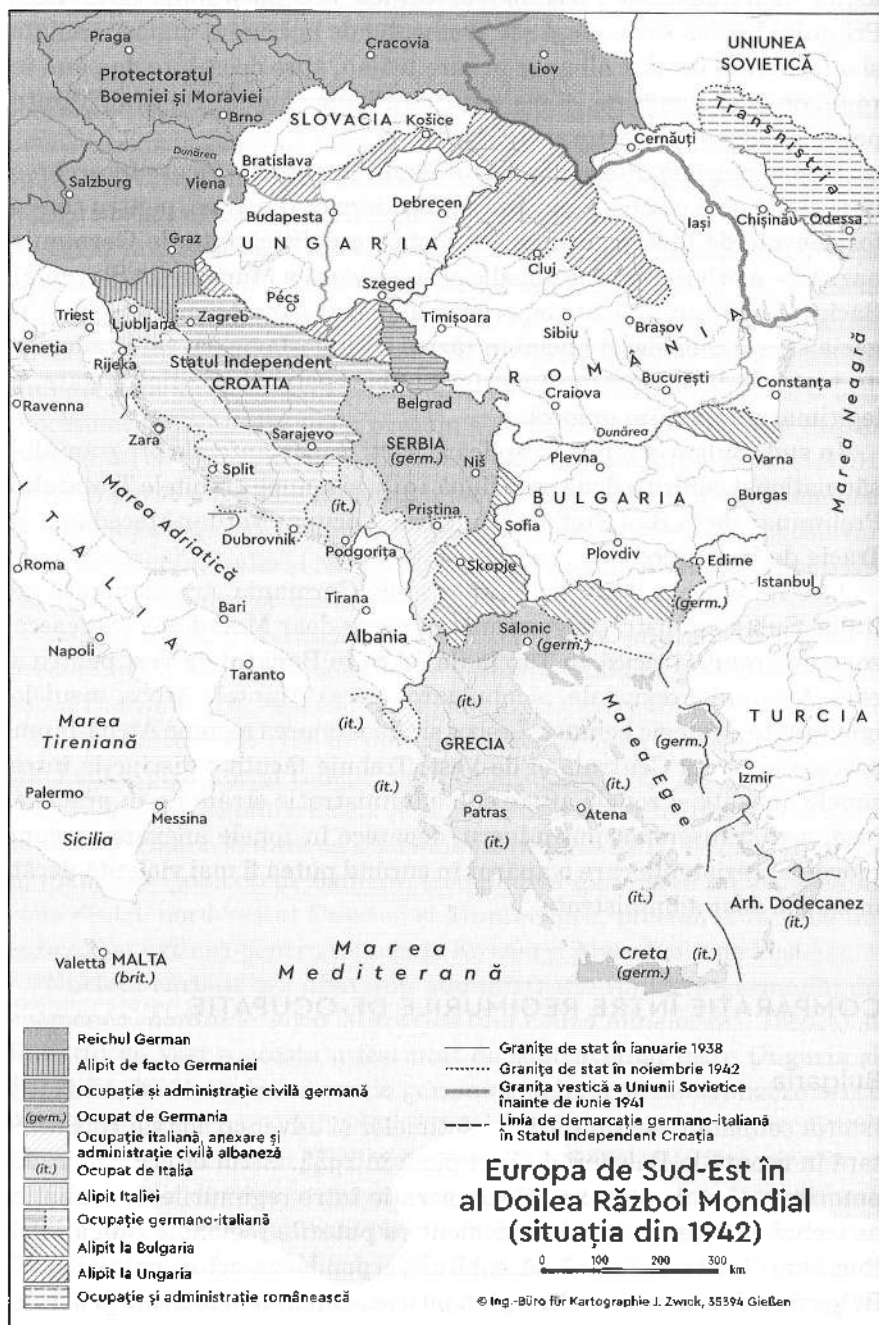 Praga
Cracovia
Liov
UNIUNEA
SOVIETICĂ
Protectoratul
Boemiei și Moraviei
Brno
SLOVACIA
Košice
Cernăuți
Transnistria
Dunărea
Bratislava
Salzburg
Viena
Debrecen
Budapesta
Iași
Chișinău
Odessa
Graz
UNGARIA
Cluj
Szeged
Pécs
Triest
Ljubljana
Zagreb
Timișoara
Sibiu
Brașov
Veneția
Rijeka
Statul Independent
CROAȚIA
ROMÂNIA
București
Constanța
Craiova
Ravenna
Belgrad
Zara
Sarajevo
SERBIA
(germ.)
Dunărea
Plevna
Varna
Marea Neagră
Split
Niš
BULGARIA
Burgas
Marea Adriatică
(it.)
Priștina
Sofia
Dubrovnik
Podgorița
Plovdiv
ITALIA
Roma
Skopje
Edirne
Istanbul
Tirana
(germ.)
Bari
Albania
Salonic
(germ.)
Napoli
Taranto
(it.)
(it.)
TURCIA
Marea
Tireniană
GRECIA
Marea Egee
(germ.)
(it.)
Izmir
Palermo
Messina
Patras
Atena
Sicilia
(it.)
(it.)
Arh. Dodecanez
(it.)
Valetta
MALTA
(brit.)
Marea
Mediterană
Creta
(germ.)
(it.)
Reichul German
Alipit de facto Germaniei
Ocupație și administrație civilă germană
(germ.) Ocupat de Germania
Ocupație italiană, anexare și
administrație civilă albaneză
(it.) Ocupat de Italia
Alipit Italiei
Ocupație germano-italiană
Alipit la Bulgaria
Alipit la Ungaria
Ocupație și administrație românească
Granițe de stat în ianuarie 1938
Granițe de stat în noiembrie 1942
Granița vestică a Uniunii Sovietice
înainte de iunie 1941
Linia de demarcație germano-italiană
în Statul Independent Croația
Europa de Sud-Est în
al Doilea Război Mondial
(situația din 1942)
0 100 200 300
km
© Ing.-Büro für Kartographie J. Zwick, 35394 Gießen
COMPARAȚIE ÎNTRE REGIMURILE DE OCUPAȚIE
Bulgaria